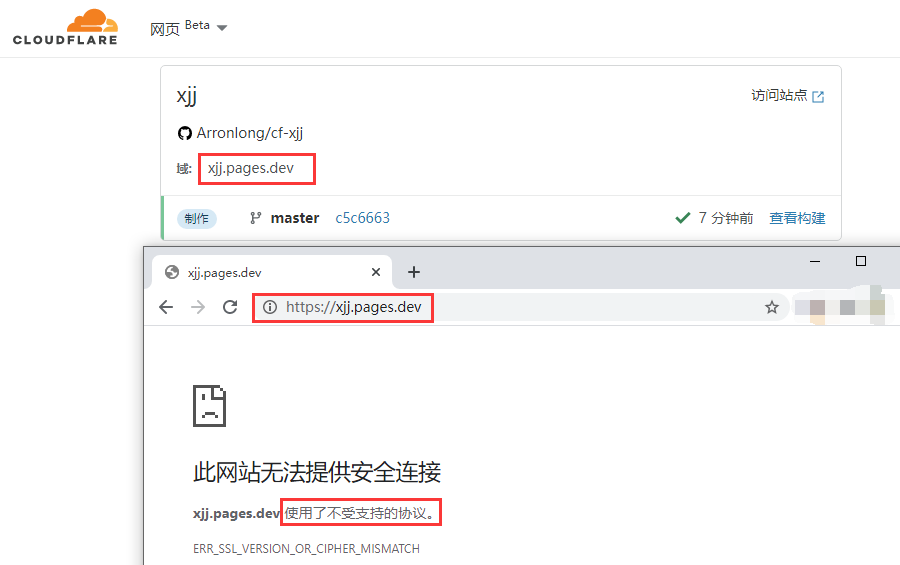 CLOUDFLARE
网页 Beta
xjj
访问站点
Arronlong/cf-xjj
域: xjj.pages.dev
制作 master c5c6663 7 分钟前 查看构建
xjj.pages.dev
https://xjj.pages.dev
此网站无法提供安全连接
xjj.pages.dev 使用了不受支持的协议。
ERR_SSL_VERSION_OR_CIPHER_MISMATCH